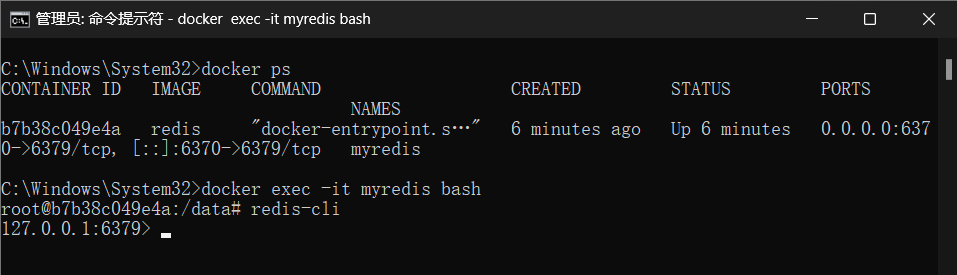 管理员: 命令提示符 - docker  exec -it myredis bash
C:\Windows\System32>docker ps
CONTAINER ID   IMAGE     COMMAND                   CREATED         STATUS         PORTS
                                   NAMES
b7b38c049e4a   redis     "docker-entrypoint.s…"   6 minutes ago   Up 6 minutes   0.0.0.0:637
0->6379/tcp, [::]:6370->6379/tcp   myredis
C:\Windows\System32>docker exec -it myredis bash
root@b7b38c049e4a:/data# redis-cli
127.0.0.1:6379>